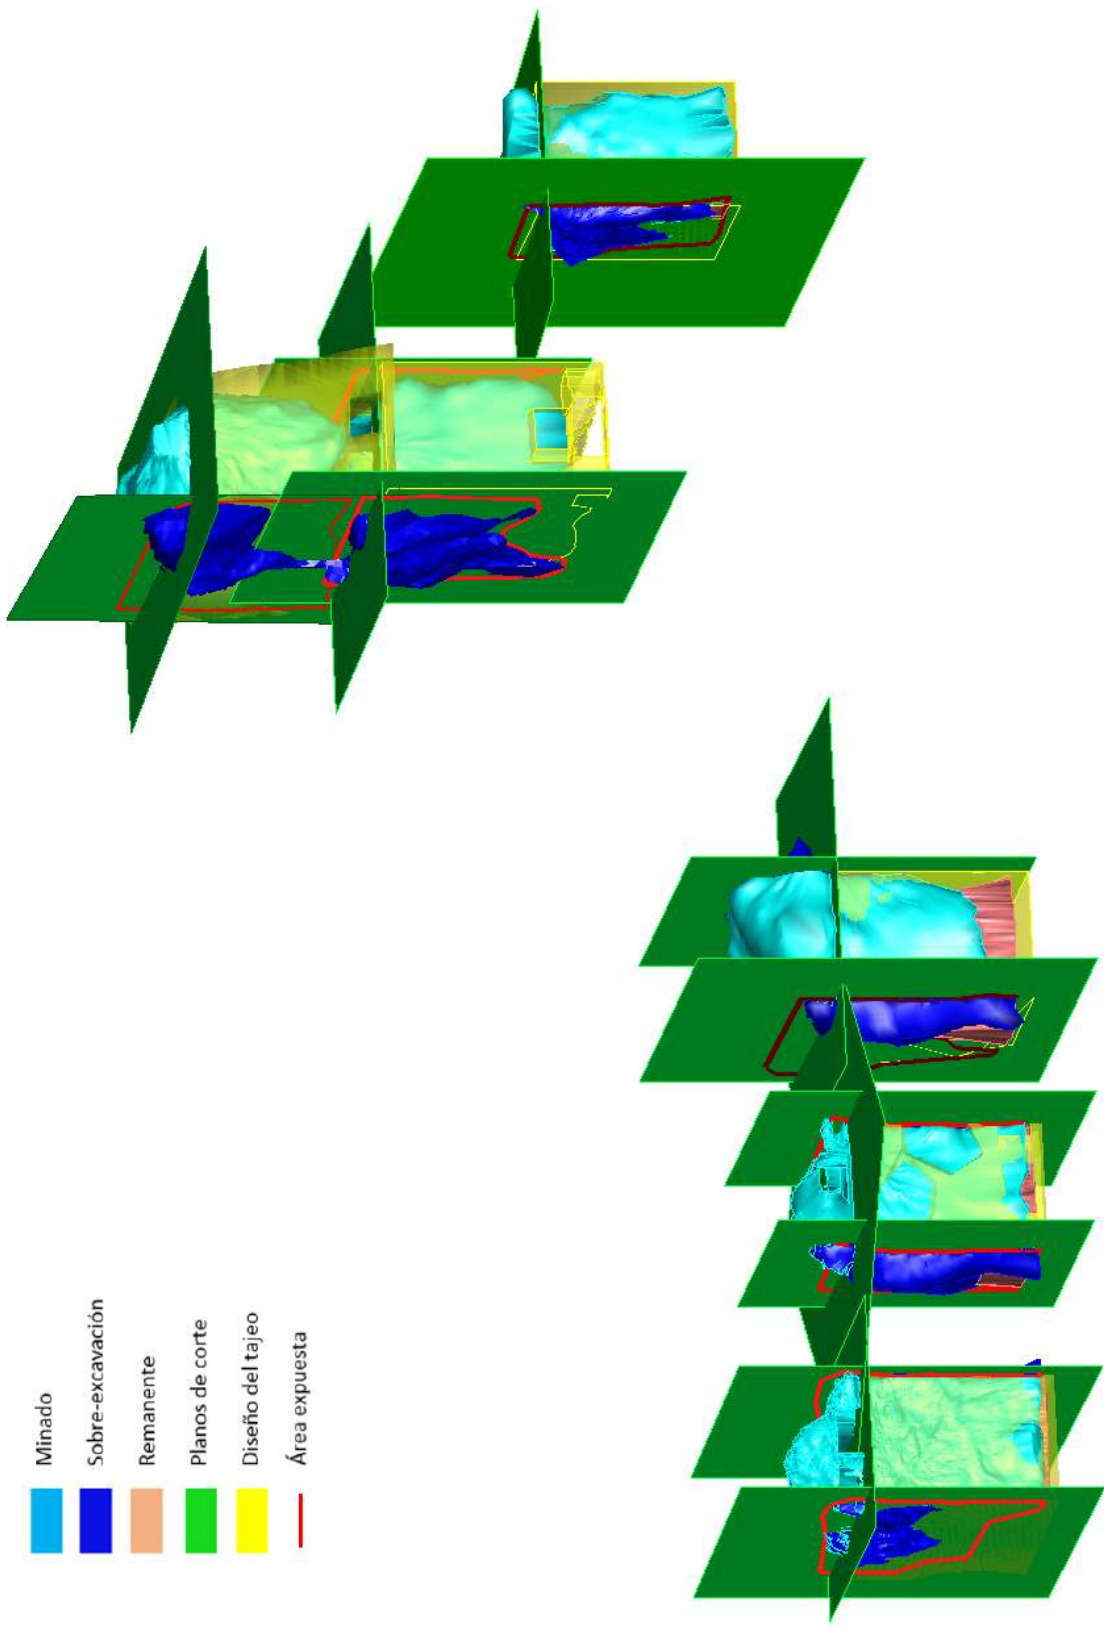 Minado
Sobre-excavación
Remanente
Planos de corte
Diseño del tajeo
Área expuesta